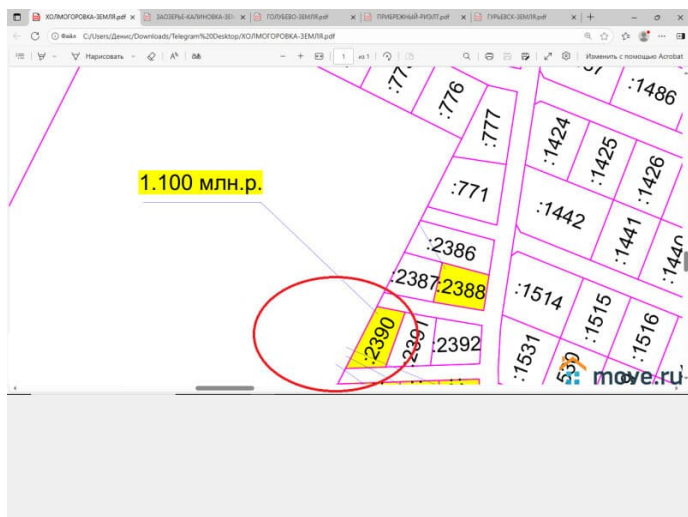 ХОЛМОГОРОВКА-ЗЕМЛЯ.pdf
ЗАОЗЕРЬЕ-КАЛИНОВКА-ЗЕМ
ГОЛУБЕВО-ЗЕМЛЯ.pdf
ПРИБРЕЖНЫЙ-РИЭЛТ.pdf
ГУРЬЕВСК-ЗЕМЛЯ.pdf
Файл C:/Users/Денис/Downloads/Telegram%20Desktop/ХОЛМОГОРОВКА-ЗЕМЛЯ.pdf
Нарисовать 1 из 1 Изменить с помощью Acrobat
:776
:777
:1486
:1424
:1425
:1426
1.100 млн.р.
:771
:1442
:1441
:2386
:2387
:2388
:1514
:1515
:1516
:2390
:2391
:2392
:1531
move.ru